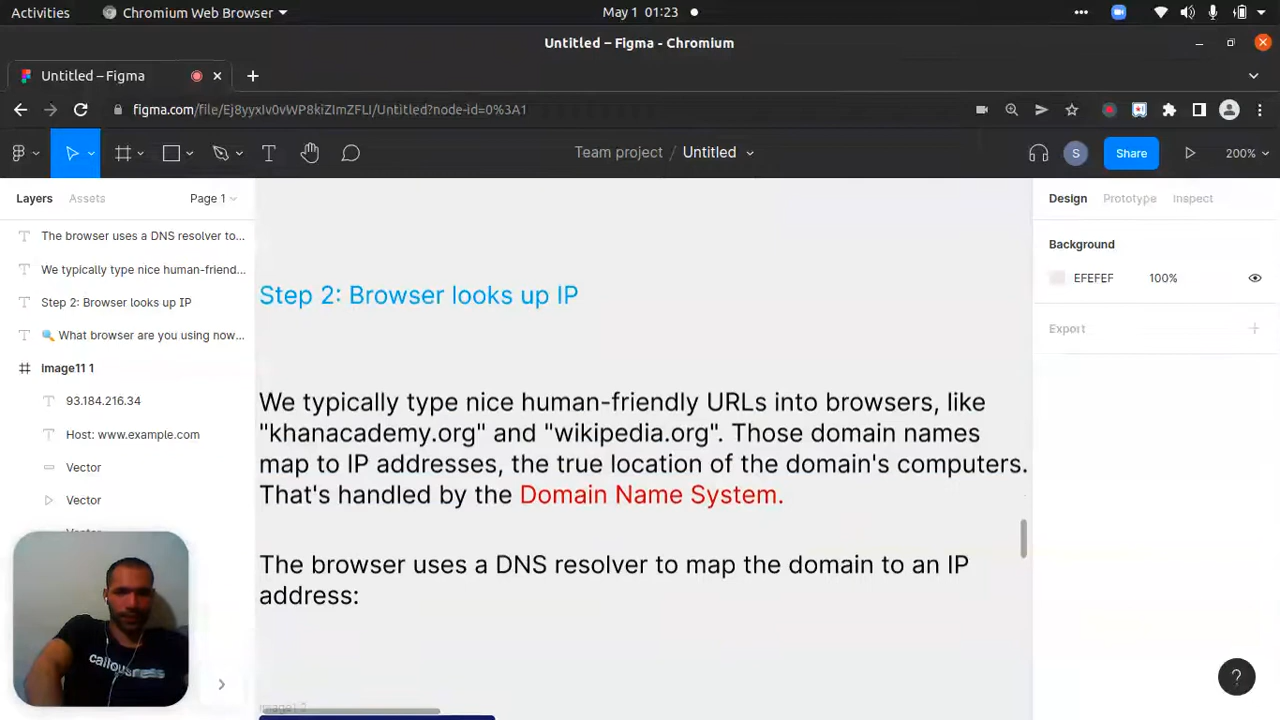 Activities
Chromium Web Browser
May 1 01:23
Untitled – Figma - Chromium
Untitled – Figma
figma.com/file/Ej8yyxIv0vWP8kiZImZFLI/Untitled?node-id=0%3A1
Team project / Untitled
S
Share
200%
Layers
Assets
Page 1
Design
Prototype
Inspect
The browser uses a DNS resolver to...
We typically type nice human-friend...
Step 2: Browser looks up IP
🔍 What browser are you using now...
Image11 1
93.184.216.34
Host: www.example.com
Vector
Vector
Step 2: Browser looks up IP
We typically type nice human-friendly URLs into browsers, like
"khanacademy.org" and "wikipedia.org". Those domain names
map to IP addresses, the true location of the domain's computers.
That's handled by the Domain Name System.
The browser uses a DNS resolver to map the domain to an IP
address:
Background
EFEFEF
100%
Export
callousness
?